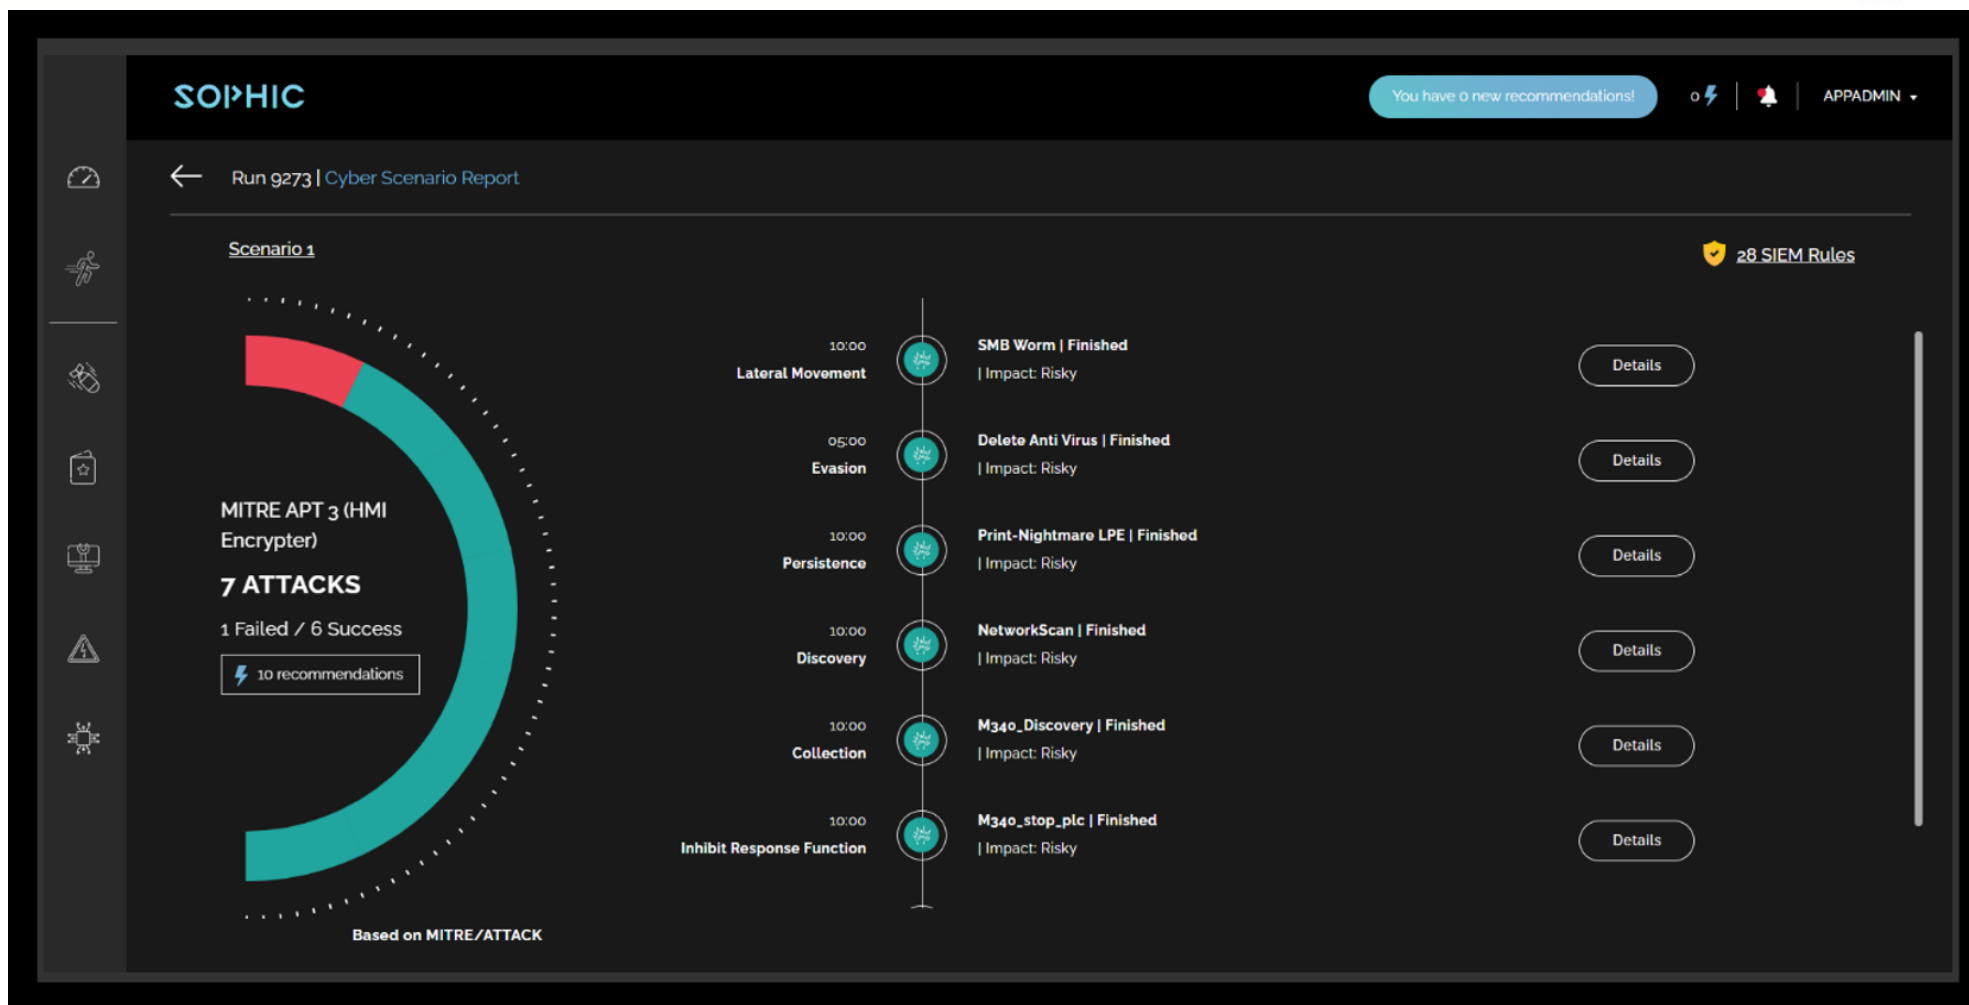 SOPHIC
You have 0 new recommendations!
0
APPADMIN
Run 9273 | Cyber Scenario Report
Scenario 1
28 SIEM Rules
MITRE APT 3 (HMI
Encrypter)
7 ATTACKS
1 Failed / 6 Success
10 recommendations
Based on MITRE/ATTACK
10:00
Lateral Movement
SMB Worm | Finished
| Impact: Risky
Details
05:00
Evasion
Delete Anti Virus | Finished
| Impact: Risky
Details
10:00
Persistence
Print-Nightmare LPE | Finished
| Impact: Risky
Details
10:00
Discovery
NetworkScan | Finished
| Impact: Risky
Details
10:00
Collection
M340_Discovery | Finished
| Impact: Risky
Details
10:00
Inhibit Response Function
M340_stop_plc | Finished
| Impact: Risky
Details